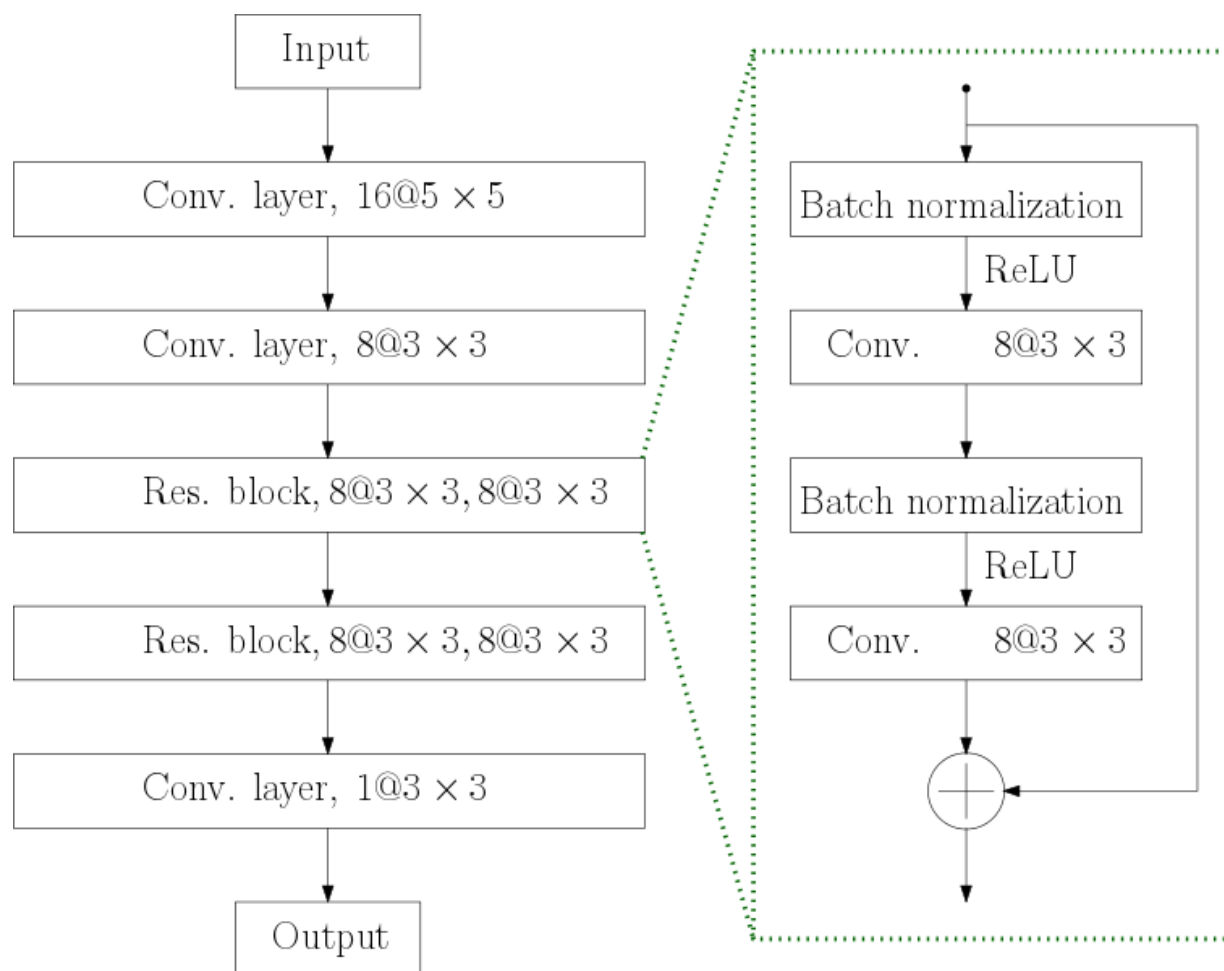 Input
Conv. layer, 16@5 × 5
Conv. layer, 8@3 × 3
Res. block, 8@3 × 3, 8@3 × 3
Res. block, 8@3 × 3, 8@3 × 3
Conv. layer, 1@3 × 3
Output
Batch normalization
ReLU
Conv. 8@3 × 3
Batch normalization
ReLU
Conv. 8@3 × 3